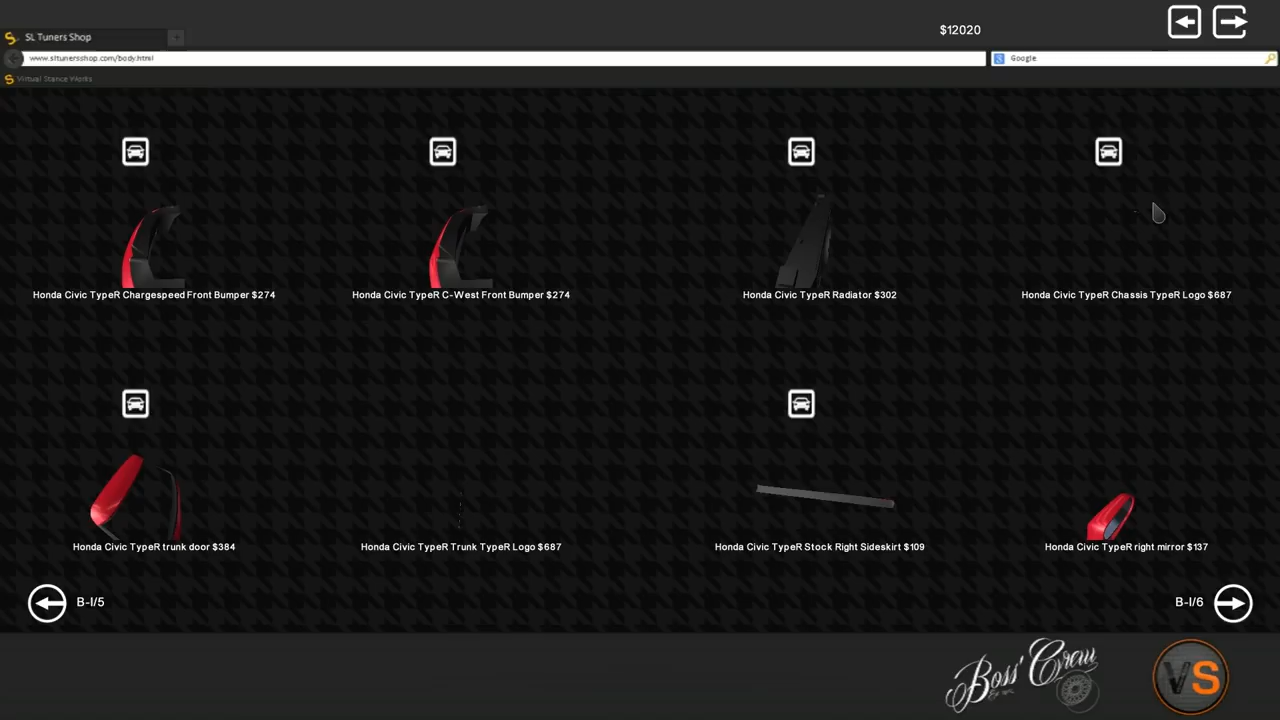 $12020
SL Tuners Shop
www.sltunersshop.com/body.html
Google
Virtual Stance Works
Honda Civic TypeR Chargespeed Front Bumper $274
Honda Civic TypeR C-West Front Bumper $274
Honda Civic TypeR Radiator $302
Honda Civic TypeR Chassis TypeR Logo $687
Honda Civic TypeR trunk door $384
Honda Civic TypeR Trunk TypeR Logo $687
Honda Civic TypeR Stock Right Sideskirt $109
Honda Civic TypeR right mirror $137
B-I/5
B-I/6
Boss' Crew
VS